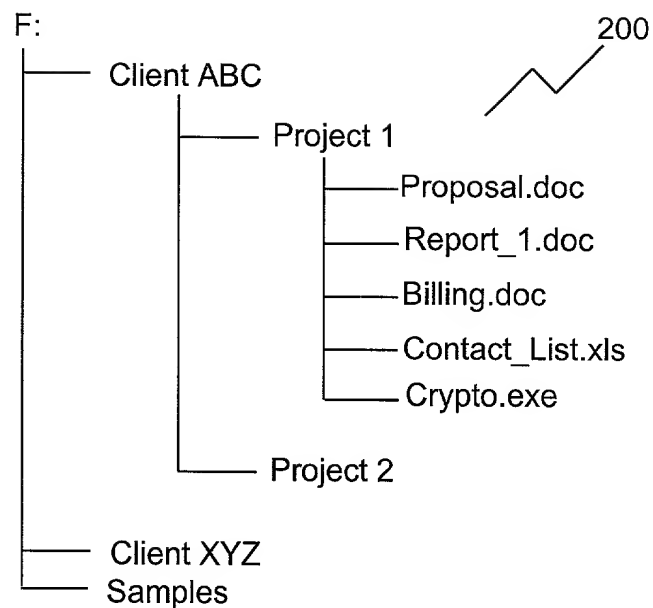 F:
200
Client ABC
Project 1
Proposal.doc
Report_1.doc
Billing.doc
Contact_List.xls
Crypto.exe
Project 2
Client XYZ
Samples